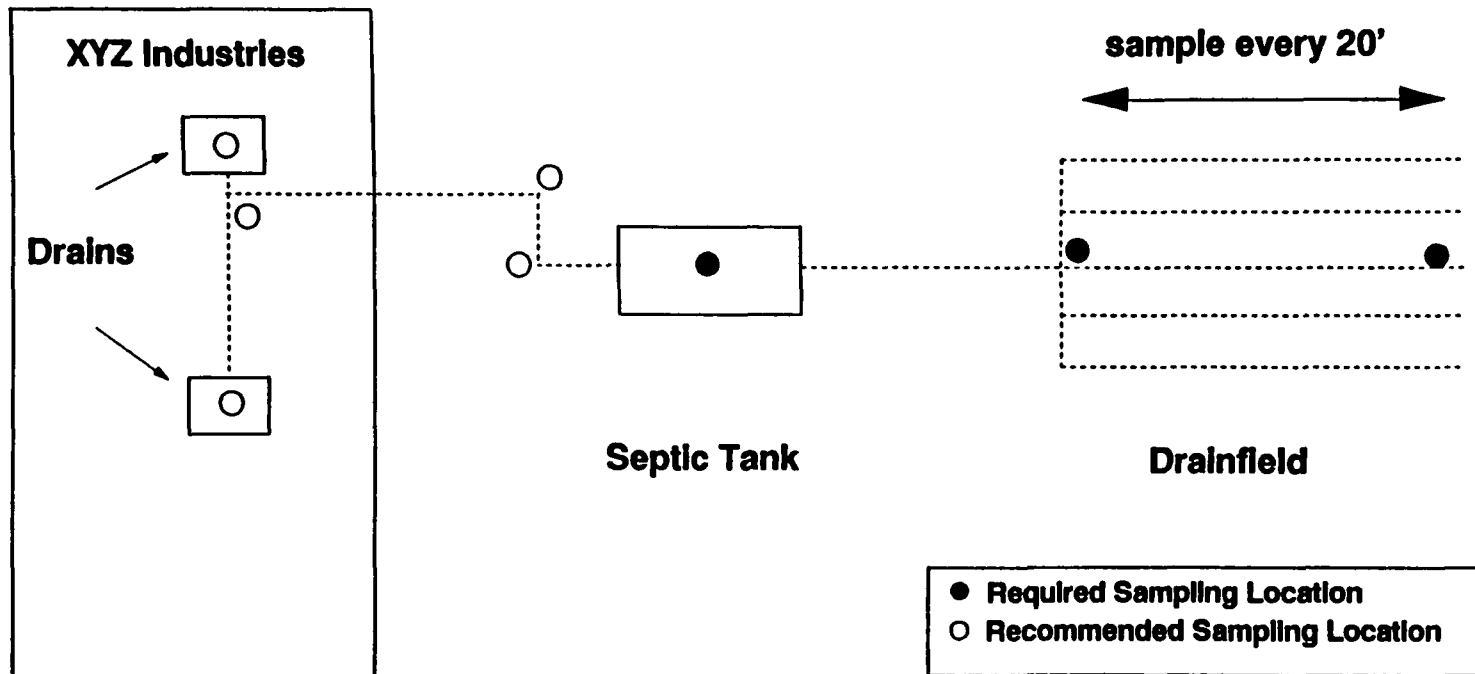 XYZ Industries
sample every 20'
Drains
Septic Tank
Drainfield
Required Sampling Location
Recommended Sampling Location